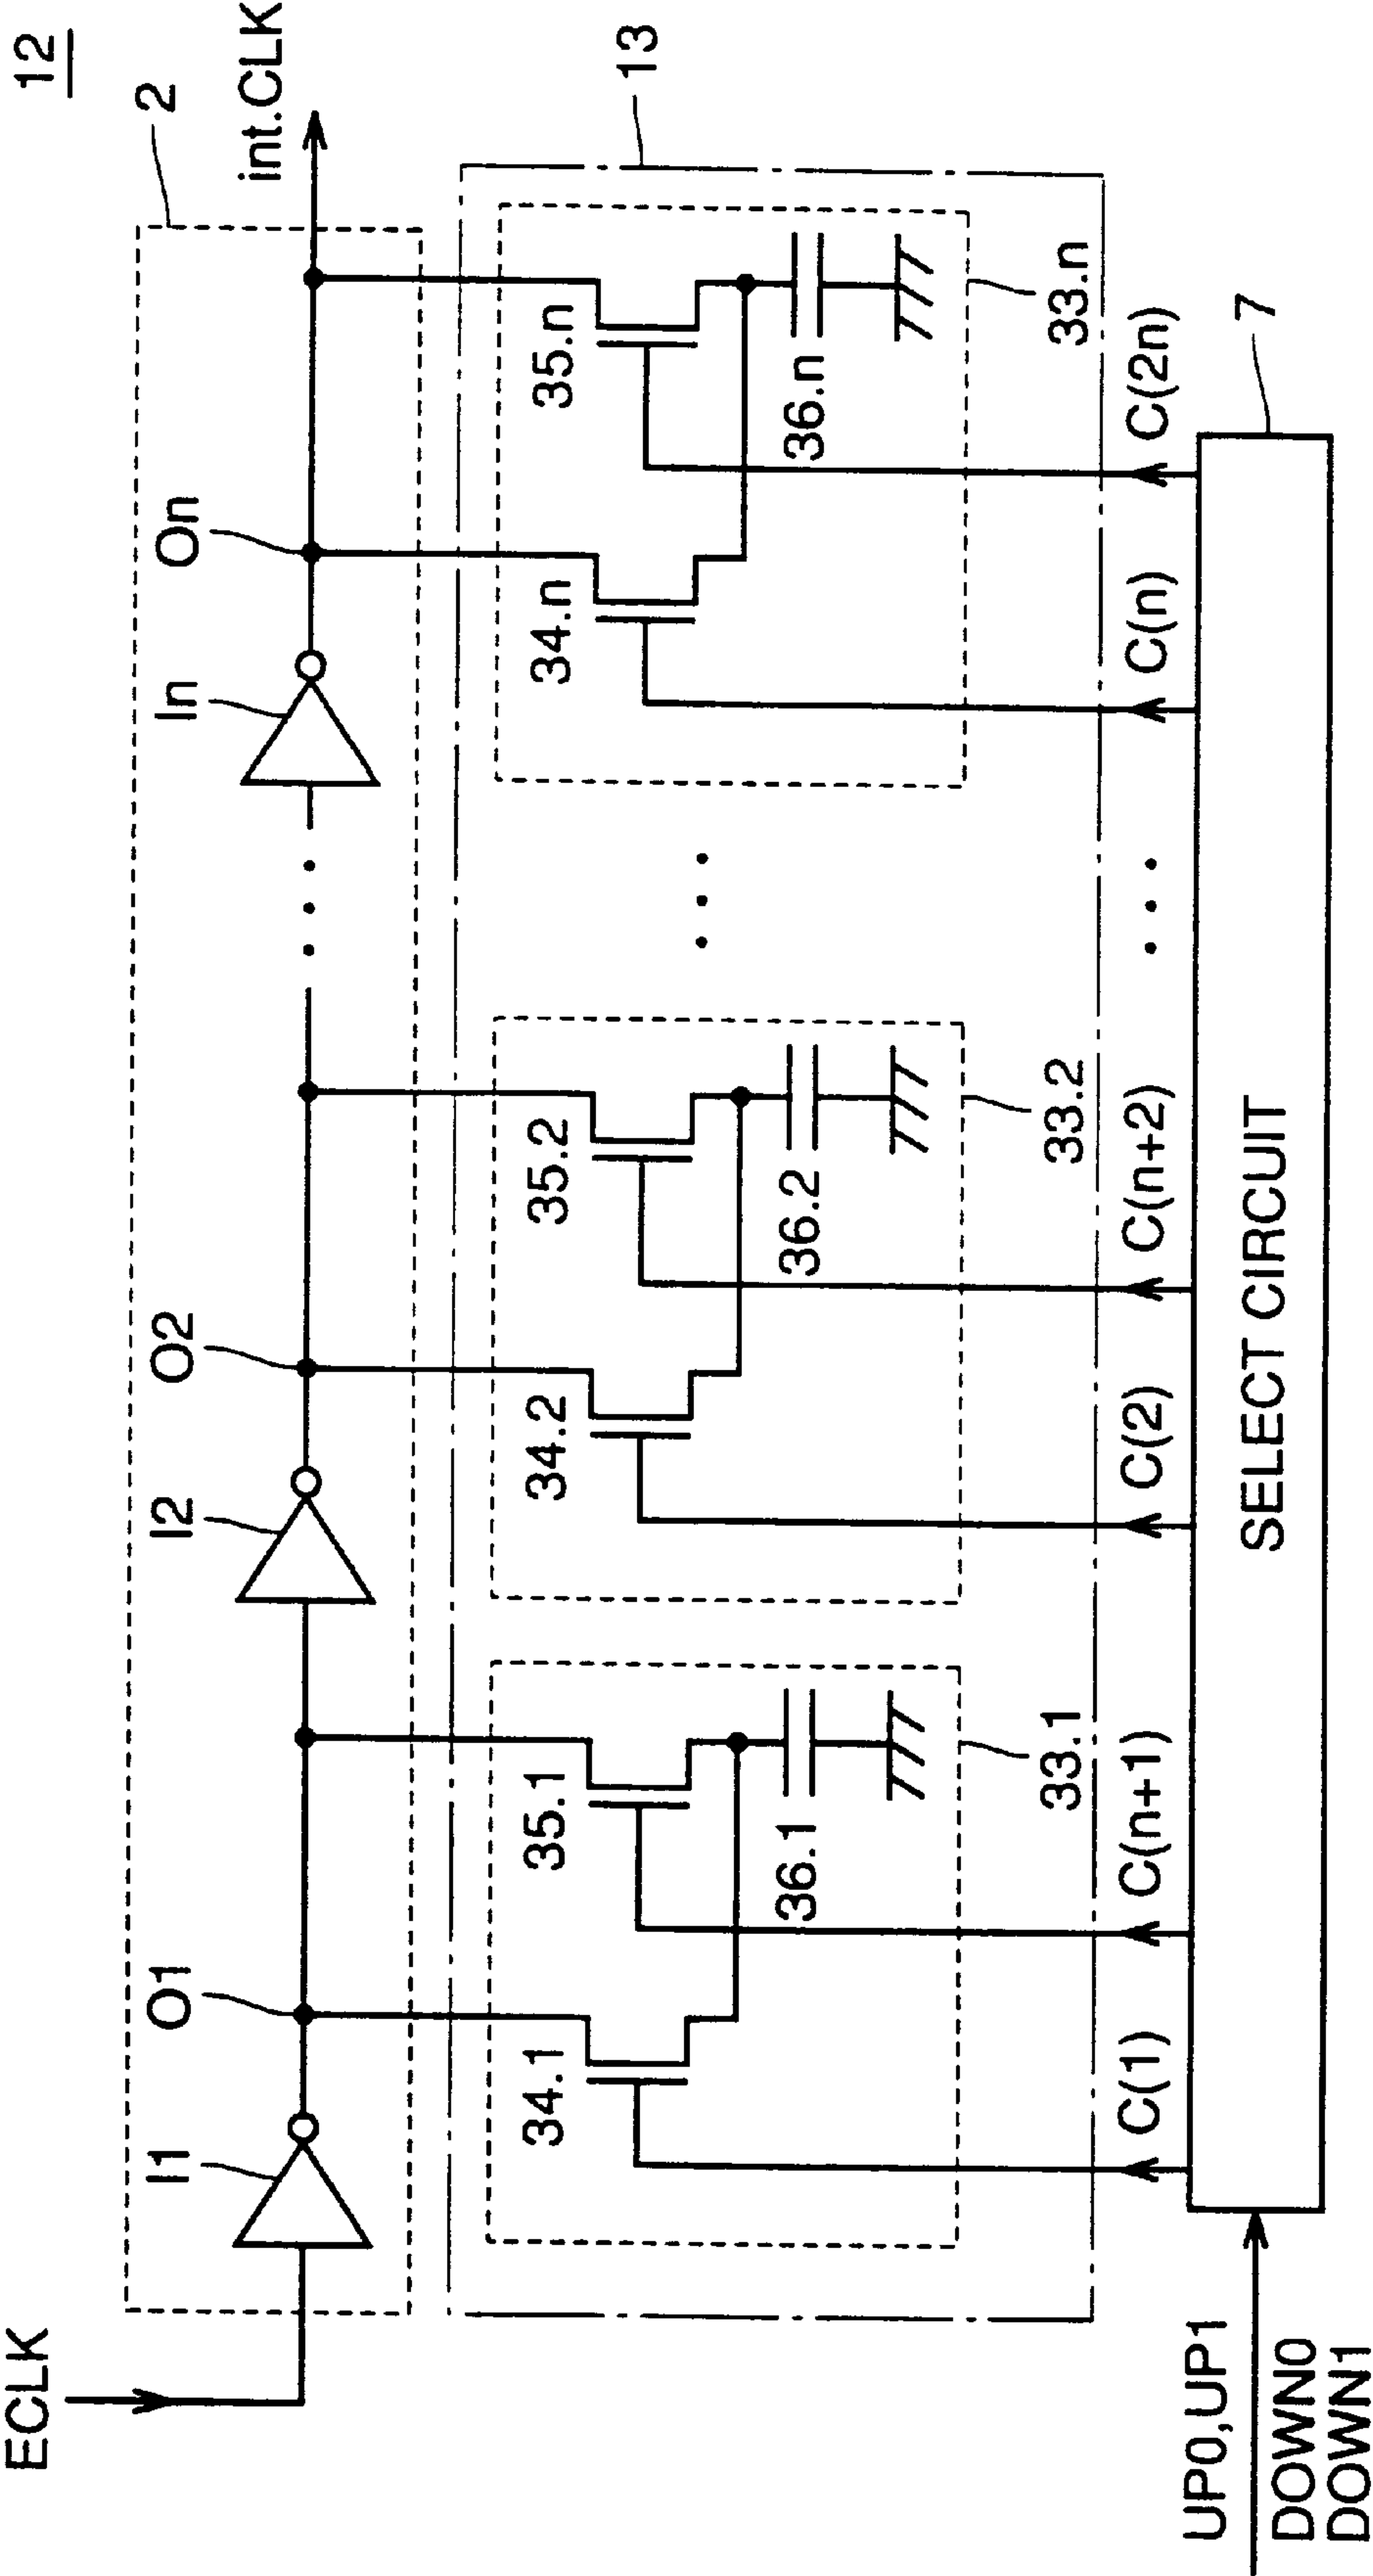 12
ECLK
I1
O1
I2
O2
In
On
2
int.CLK
13
34.1
35.1
36.1
33.1
34.2
35.2
36.2
33.2
34.n
35.n
36.n
33.n
C(1)
C(n+1)
C(2)
C(n+2)
C(n)
C(2n)
UP0,UP1
DOWN0
DOWN1
SELECT CIRCUIT
7